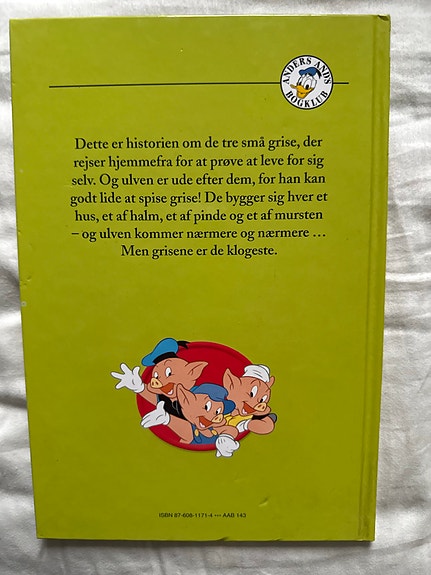 ANDERS ANDS
BOGKLUB
Dette er historien om de tre små grise, der
rejser hjemmefra for at prøve at leve for sig
selv. Og ulven er ude efter dem, for han kan
godt lide at spise grise! De bygger sig hver et
hus, et af halm, et af pinde og et af mursten
– og ulven kommer nærmere og nærmere …
Men grisene er de klogeste.
ISBN 87-608-1171-4 *** AAB 143